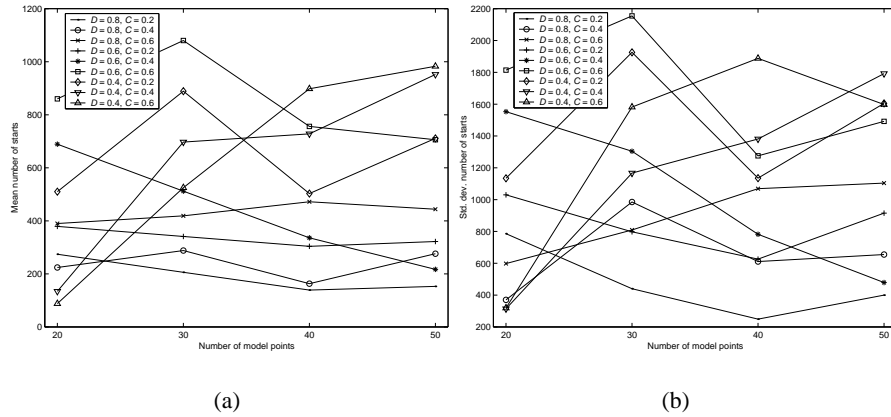 1200
1000
800
600
400
200
0
Mean number of starts
D = 0.8, C = 0.2
D = 0.8, C = 0.4
D = 0.8, C = 0.6
D = 0.6, C = 0.2
D = 0.6, C = 0.4
D = 0.6, C = 0.6
D = 0.4, C = 0.2
D = 0.4, C = 0.4
D = 0.4, C = 0.6
20 30 40 50
Number of model points
(a)
2200
2000
1800
1600
1400
1200
1000
800
600
400
200
Std. dev. number of starts
D = 0.8, C = 0.2
D = 0.8, C = 0.4
D = 0.8, C = 0.6
D = 0.6, C = 0.2
D = 0.6, C = 0.4
D = 0.6, C = 0.6
D = 0.4, C = 0.2
D = 0.4, C = 0.4
D = 0.4, C = 0.6
20 30 40 50
Number of model points
(b)